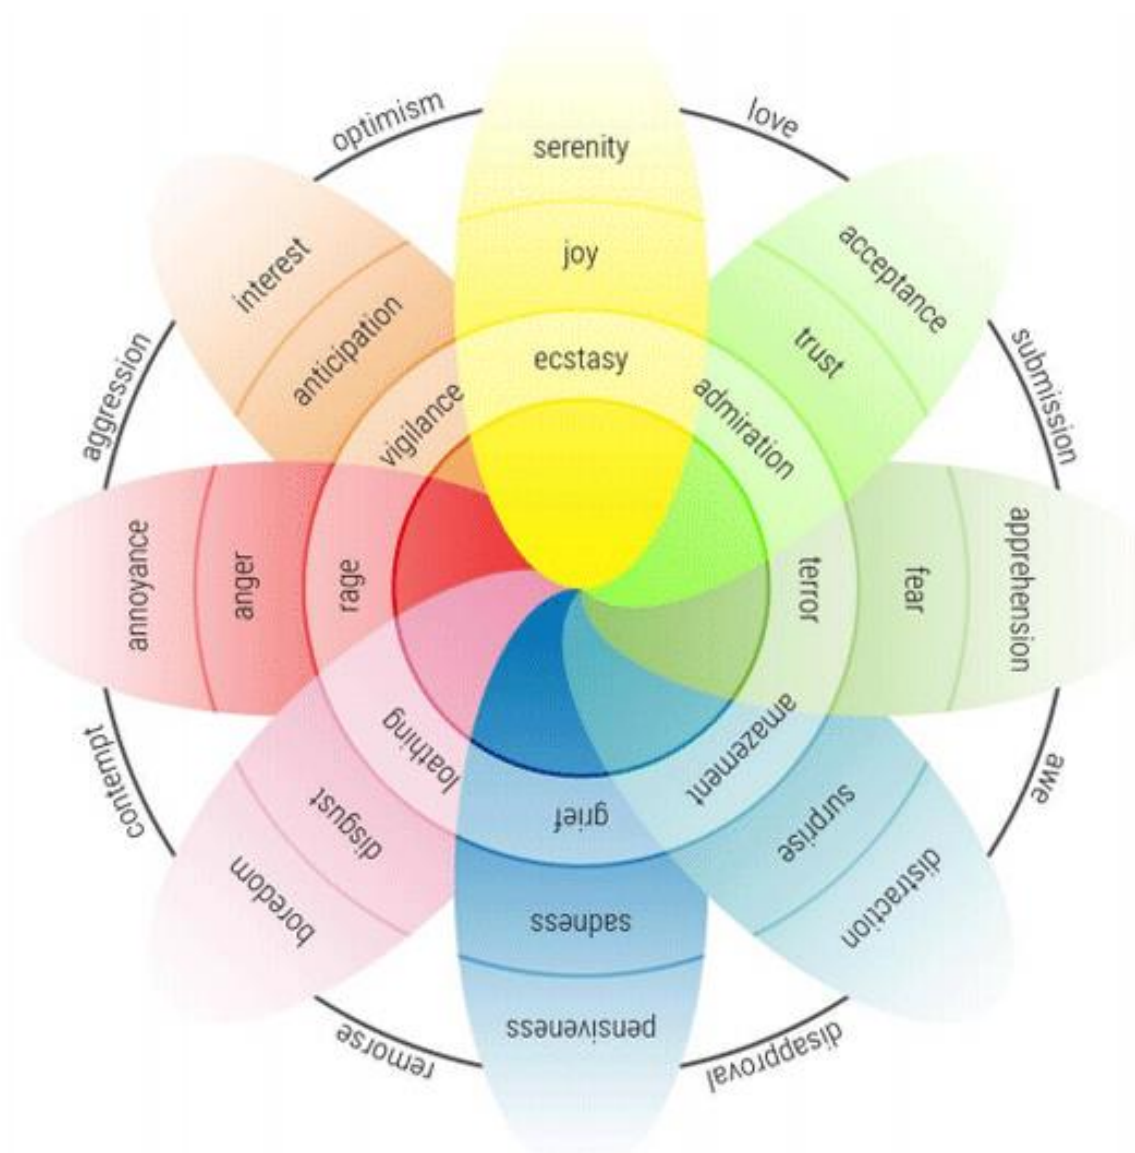 optimism
love
serenity
interest
acceptance
joy
anticipation
trust
aggression
submission
ecstasy
vigilance
admiration
annoyance
anger
rage
terror
fear
apprehension
contempt
loathing
amazement
awe
disgust
grief
surprise
boredom
sadness
distraction
pensiveness
remorse
disapproval